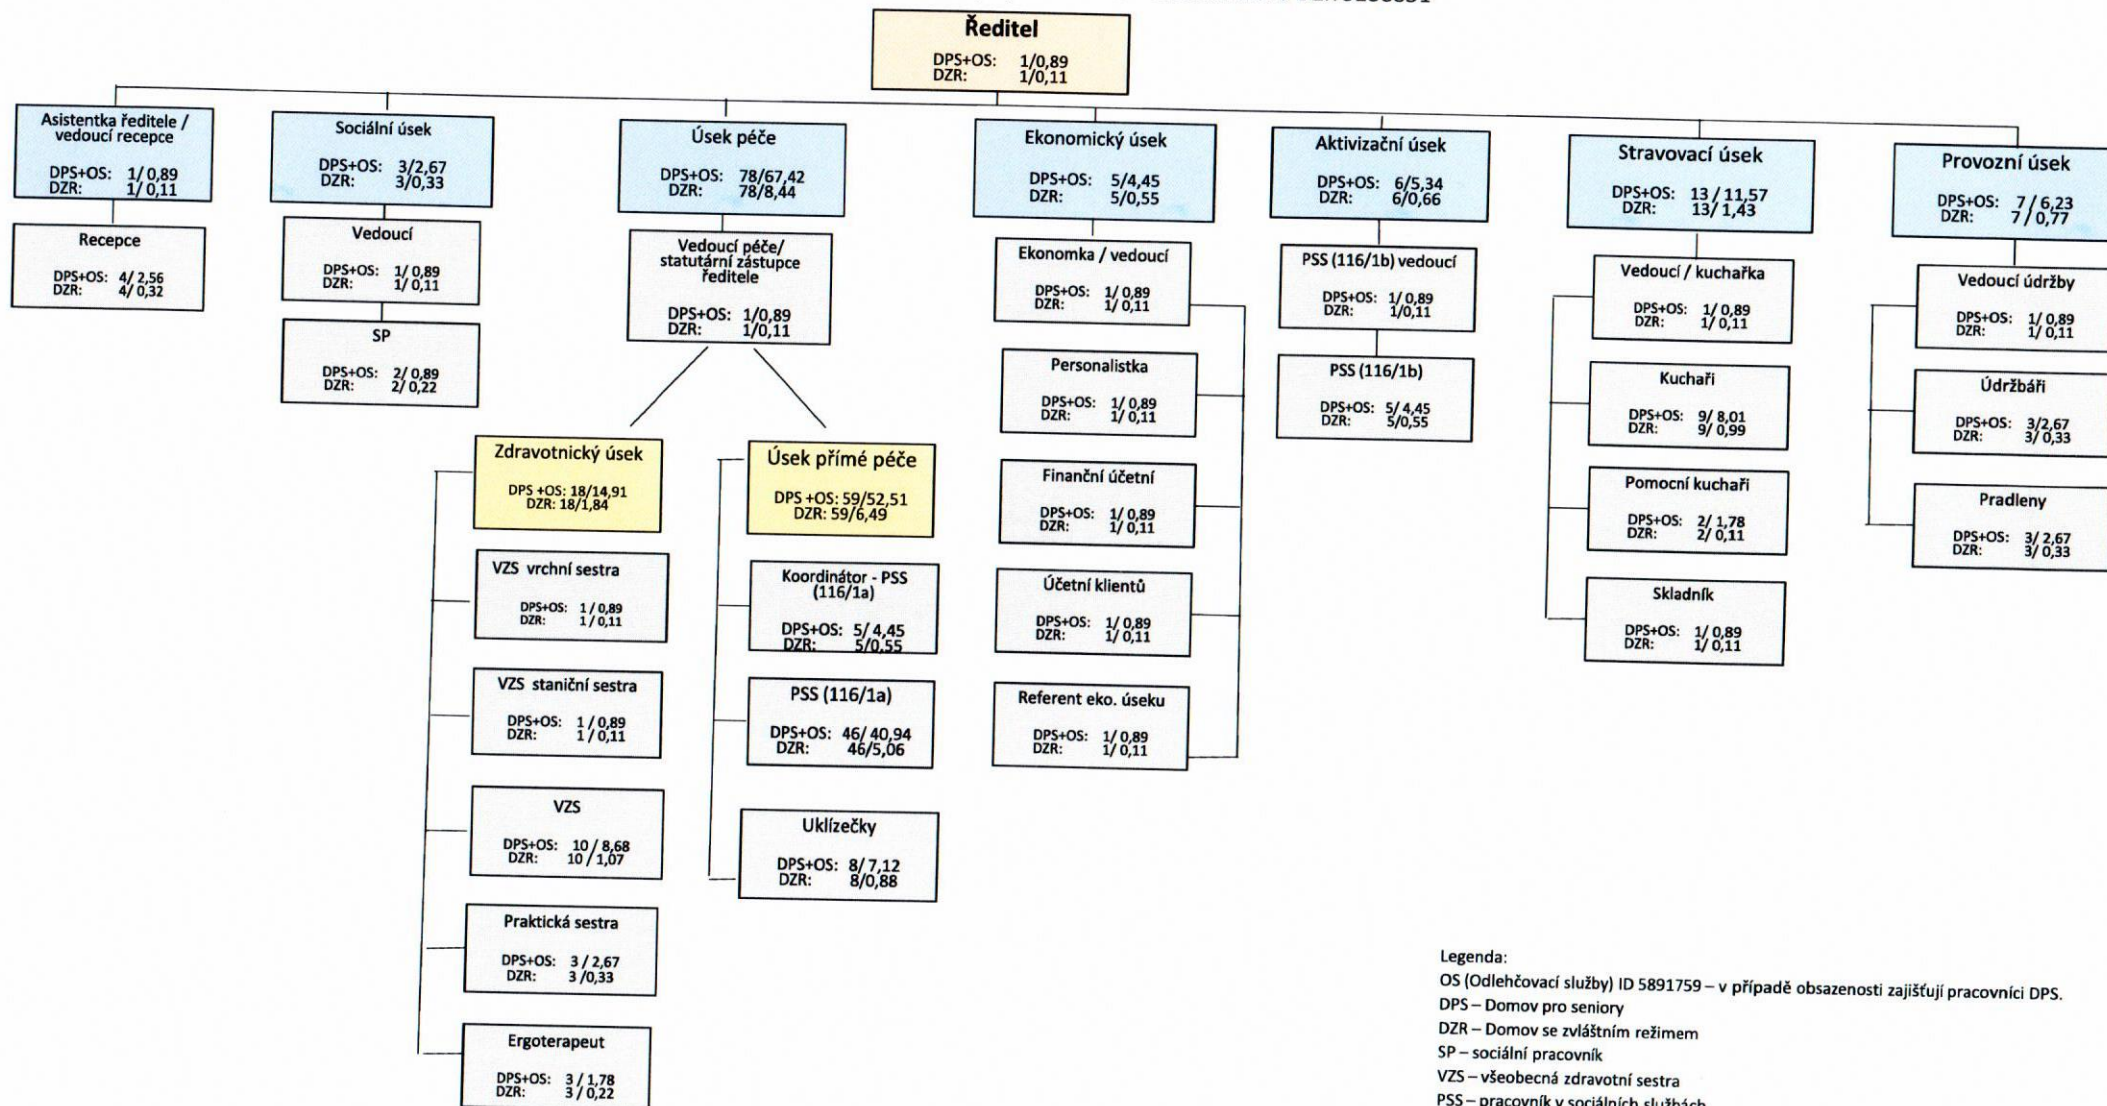 Ředitel
DPS+OS: 1/0,89
DZR: 1/0,11
Asistentka ředitele /
vedoucí recepce
DPS+OS: 1/ 0,89
DZR: 1/ 0,11
Recepce
DPS+OS: 4/ 2,56
DZR: 4/ 0,32
Sociální úsek
DPS+OS: 3/2,67
DZR: 3/0,33
Vedoucí
DPS+OS: 1/ 0,89
DZR: 1/ 0,11
SP
DPS+OS: 2/ 0,89
DZR: 2/ 0,22
Úsek péče
DPS+OS: 78/67,42
DZR: 78/8,44
Vedoucí péče/
statutární zástupce
ředitele
DPS+OS: 1/0,89
DZR: 1/0,11
Zdravotnický úsek
DPS +OS: 18/14,91
DZR: 18/1,84
VZS vrchní sestra
DPS+OS: 1 / 0,89
DZR: 1 / 0,11
VZS staniční sestra
DPS+OS: 1 / 0,89
DZR: 1 / 0,11
VZS
DPS+OS: 10 / 8,68
DZR: 10 / 1,07
Praktická sestra
DPS+OS: 3 / 2,67
DZR: 3 /0,33
Ergoterapeut
DPS+OS: 3 / 1,78
DZR: 3 / 0,22
Úsek přímé péče
DPS +OS: 59/52,51
DZR: 59/6,49
Koordinátor - PSS
(116/1a)
DPS+OS: 5/ 4,45
DZR: 5/0,55
PSS (116/1a)
DPS+OS: 46/ 40,94
DZR: 46/5,06
Uklízečky
DPS+OS: 8/ 7,12
DZR: 8/0,88
Ekonomický úsek
DPS+OS: 5/4,45
DZR: 5/0,55
Ekonomka / vedoucí
DPS+OS: 1/ 0,89
DZR: 1/ 0,11
Personalistka
DPS+OS: 1/ 0,89
DZR: 1/ 0,11
Finanční účetní
DPS+OS: 1/ 0,89
DZR: 1/ 0,11
Účetní klientů
DPS+OS: 1/ 0,89
DZR: 1/ 0,11
Referent eko. úseku
DPS+OS: 1/ 0,89
DZR: 1/ 0,11
Aktivizační úsek
DPS+OS: 6/5,34
DZR: 6/0,66
PSS (116/1b) vedoucí
DPS+OS: 1/ 0,89
DZR: 1/0,11
PSS (116/1b)
DPS+OS: 5/ 4,45
DZR: 5/0,55
Stravovací úsek
DPS+OS: 13 / 11,57
DZR: 13/ 1,43
Vedoucí / kuchařka
DPS+OS: 1/ 0,89
DZR: 1/ 0,11
Kuchaři
DPS+OS: 9/ 8,01
DZR: 9/ 0,99
Pomocní kuchaři
DPS+OS: 2/ 1,78
DZR: 2/ 0,11
Skladník
DPS+OS: 1/ 0,89
DZR: 1/ 0,11
Provozní úsek
DPS+OS: 7 / 6,23
DZR: 7 / 0,77
Vedoucí údržby
DPS+OS: 1/ 0,89
DZR: 1/ 0,11
Údržbáři
DPS+OS: 3/2,67
DZR: 3/ 0,33
Pradleny
DPS+OS: 3/ 2,67
DZR: 3/ 0,33
Legenda:
OS (Odlehčovací služby) ID 5891759 – v případě obsazenosti zajišťují pracovníci DPS.
DPS – Domov pro seniory
DZR – Domov se zvláštním režimem
SP – sociální pracovník
VZS – všeobecná zdravotní sestra
PSS – pracovník v sociálních službách